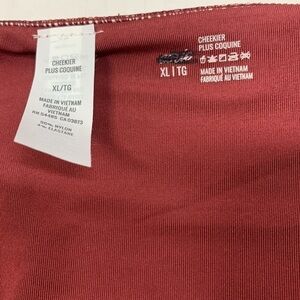 CHEEKIER
PLUS COQUINE
XL/TG
MADE IN VIETNAM
FABRIQUÉ AU
VIETNAM
CHEEKIER
PLUS COQUINE
XL | TG
MADE IN VIETNAM
FABRIQUÉ AU VIETNAM